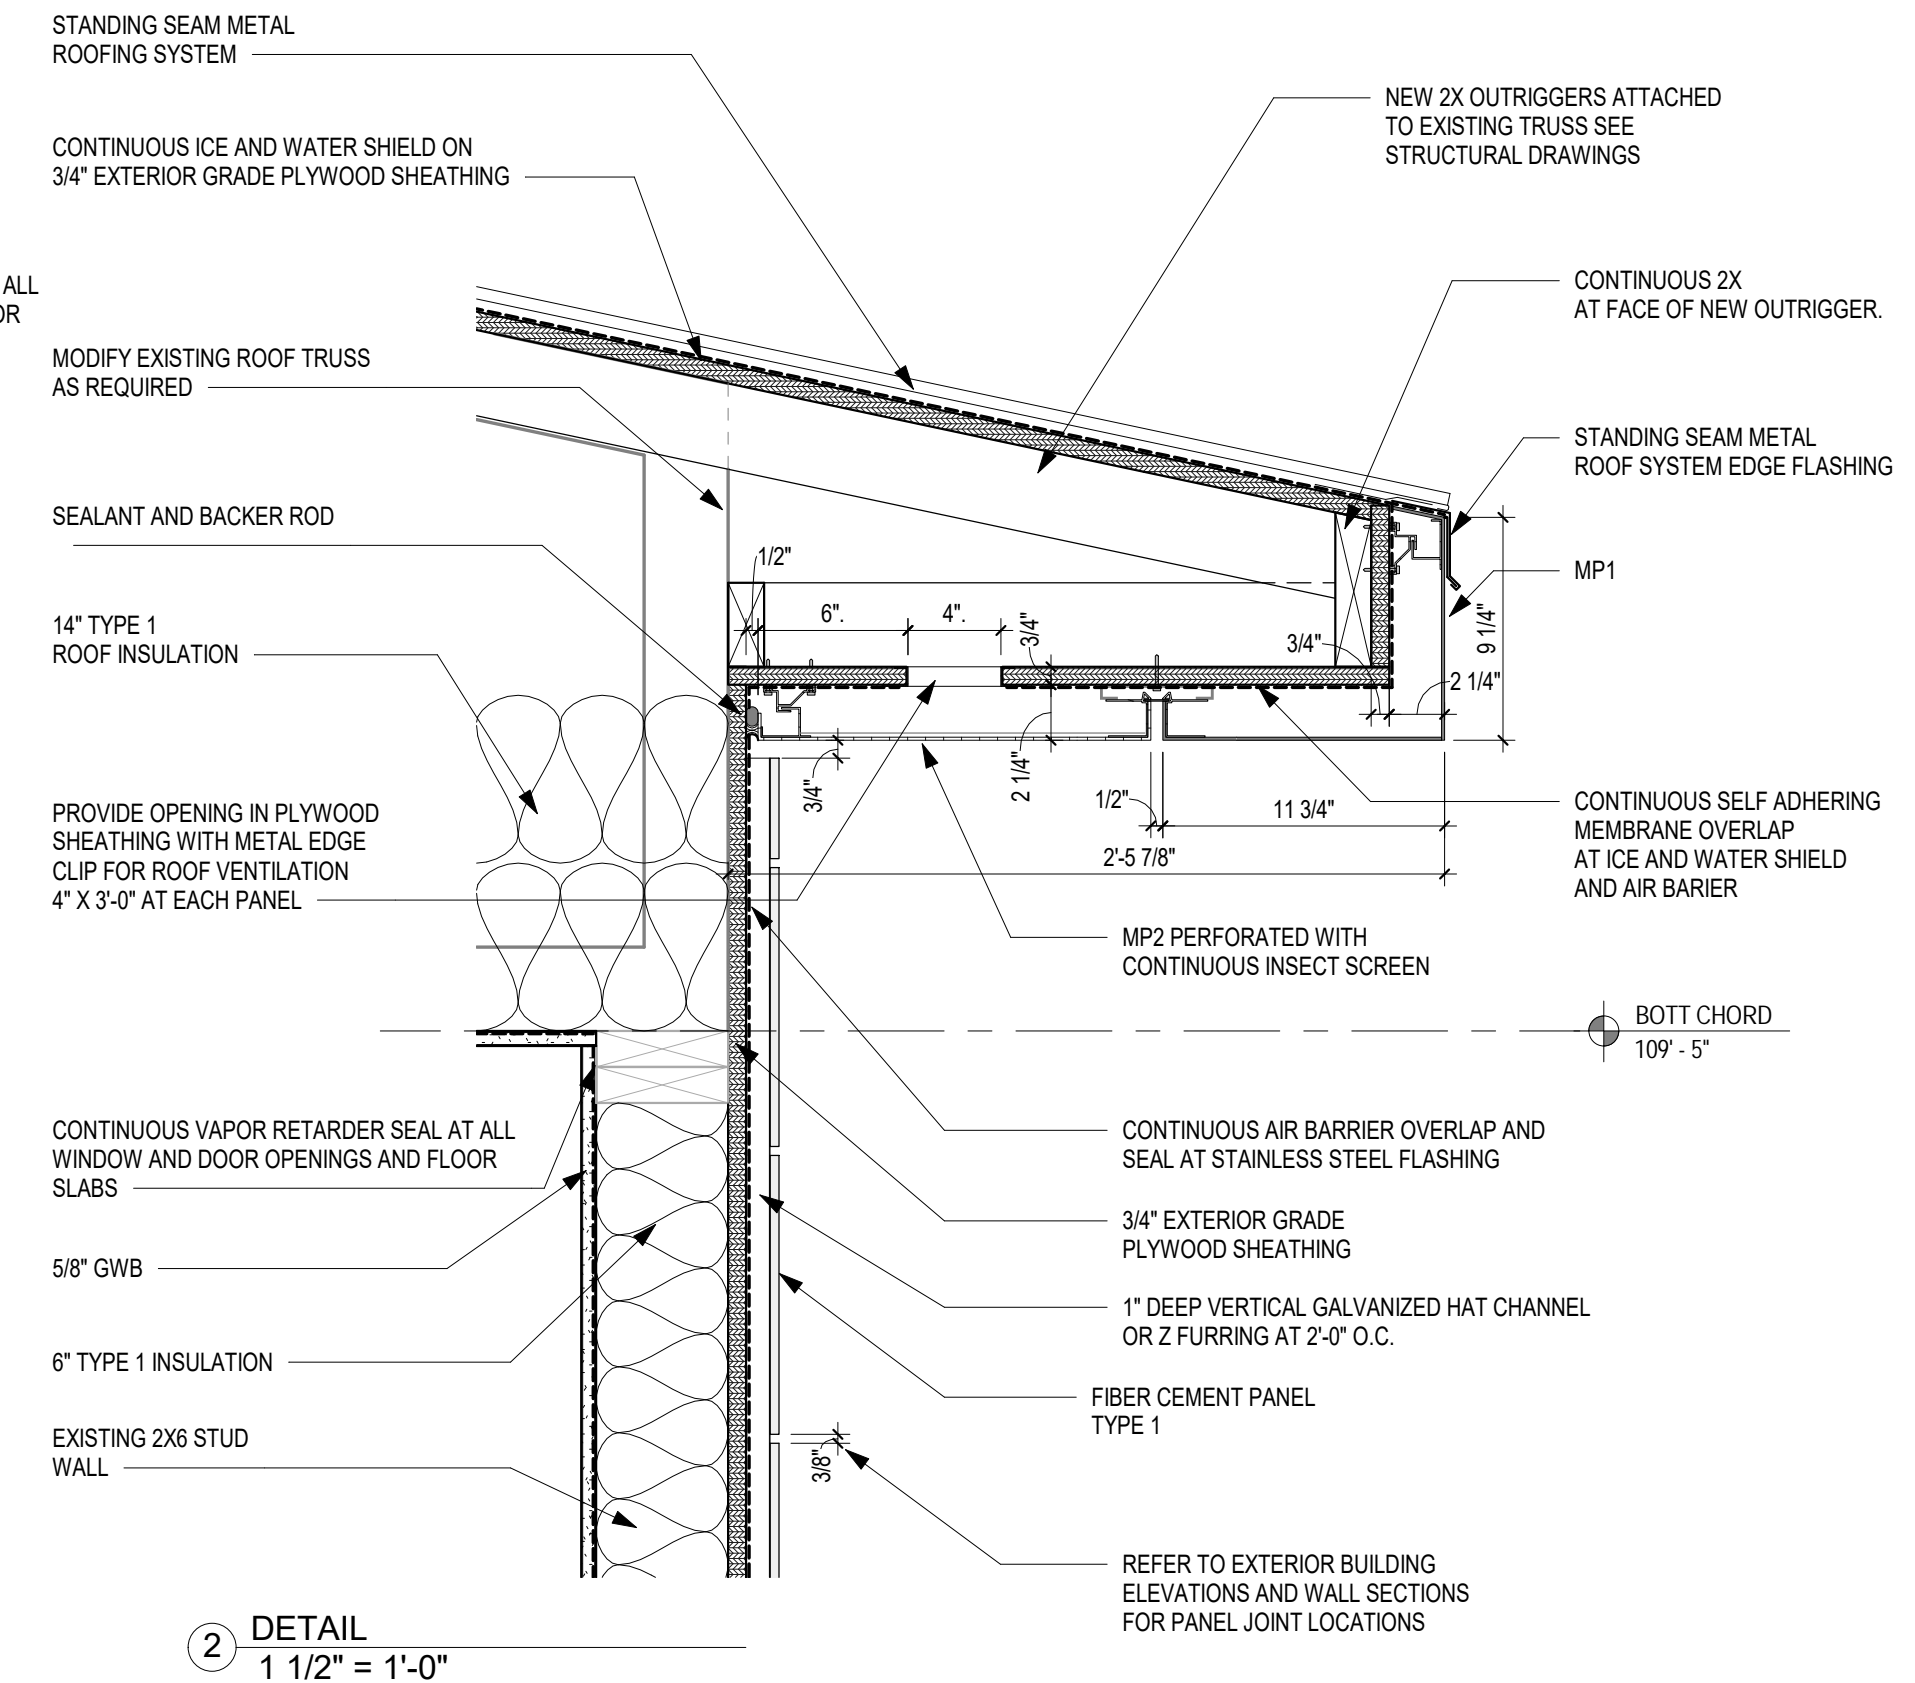 STANDING SEAM METAL
ROOFING SYSTEM
CONTINUOUS ICE AND WATER SHIELD ON
3/4" EXTERIOR GRADE PLYWOOD SHEATHING
ALL
OR
MODIFY EXISTING ROOF TRUSS
AS REQUIRED
SEALANT AND BACKER ROD
14" TYPE 1
ROOF INSULATION
PROVIDE OPENING IN PLYWOOD
SHEATHING WITH METAL EDGE
CLIP FOR ROOF VENTILATION
4" X 3'-0" AT EACH PANEL
CONTINUOUS VAPOR RETARDER SEAL AT ALL
WINDOW AND DOOR OPENINGS AND FLOOR
SLABS
5/8" GWB
6" TYPE 1 INSULATION
EXISTING 2X6 STUD
WALL
NEW 2X OUTRIGGERS ATTACHED
TO EXISTING TRUSS SEE
STRUCTURAL DRAWINGS
CONTINUOUS 2X
AT FACE OF NEW OUTRIGGER.
STANDING SEAM METAL
ROOF SYSTEM EDGE FLASHING
MP1
1/2"
6".
4".
3/4"
3/4"
9 1/4"
2 1/4"
3/4"
2 1/4"
1/2"
11 3/4"
2'-5 7/8"
CONTINUOUS SELF ADHERING
MEMBRANE OVERLAP
AT ICE AND WATER SHIELD
AND AIR BARIER
MP2 PERFORATED WITH
CONTINUOUS INSECT SCREEN
BOTT CHORD
109' - 5"
CONTINUOUS AIR BARRIER OVERLAP AND
SEAL AT STAINLESS STEEL FLASHING
3/4" EXTERIOR GRADE
PLYWOOD SHEATHING
1" DEEP VERTICAL GALVANIZED HAT CHANNEL
OR Z FURRING AT 2'-0" O.C.
FIBER CEMENT PANEL
TYPE 1
3/8"
REFER TO EXTERIOR BUILDING
ELEVATIONS AND WALL SECTIONS
FOR PANEL JOINT LOCATIONS
2 DETAIL
1 1/2" = 1'-0"